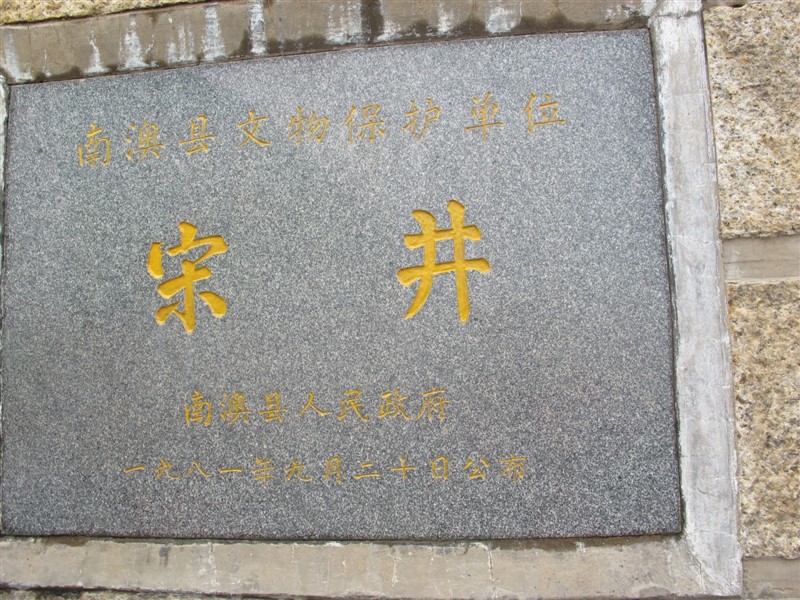 南澳县文物保护单位
宋井
南澳县人民政府
一九八一年九月二十日公布